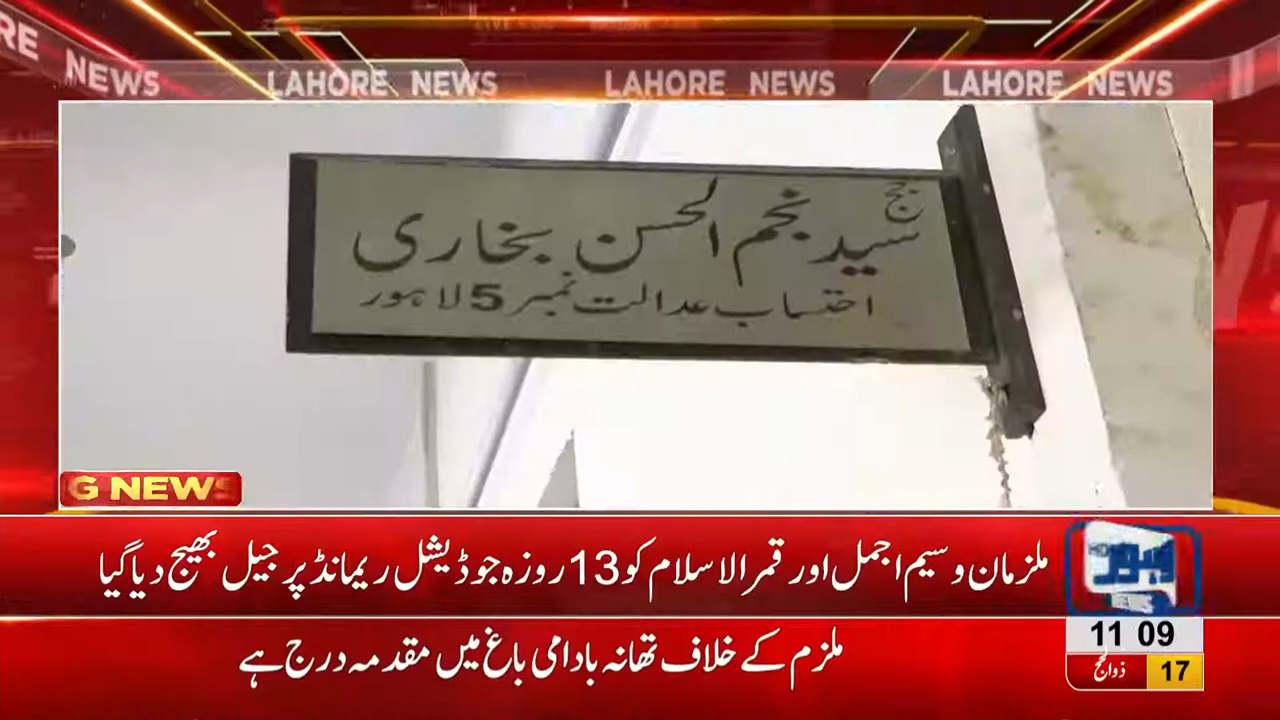 NEWS LAHORE NEWS LAHORE NEWS LAHORE NEWS
جج
سید نجم الحسن بخاری
احتساب عدالت نمبر 5 لاہور
G NEWS
ملزمان وسیم اجمل اور قمر الاسلام کو 13 روزہ جوڈیشل ریمانڈ پر جیل بھیج دیا گیا
ملزم کے خلاف تھانہ بادامی باغ میں مقدمہ درج ہے
لاہور
NEWS
11 09
17 ذوالحج